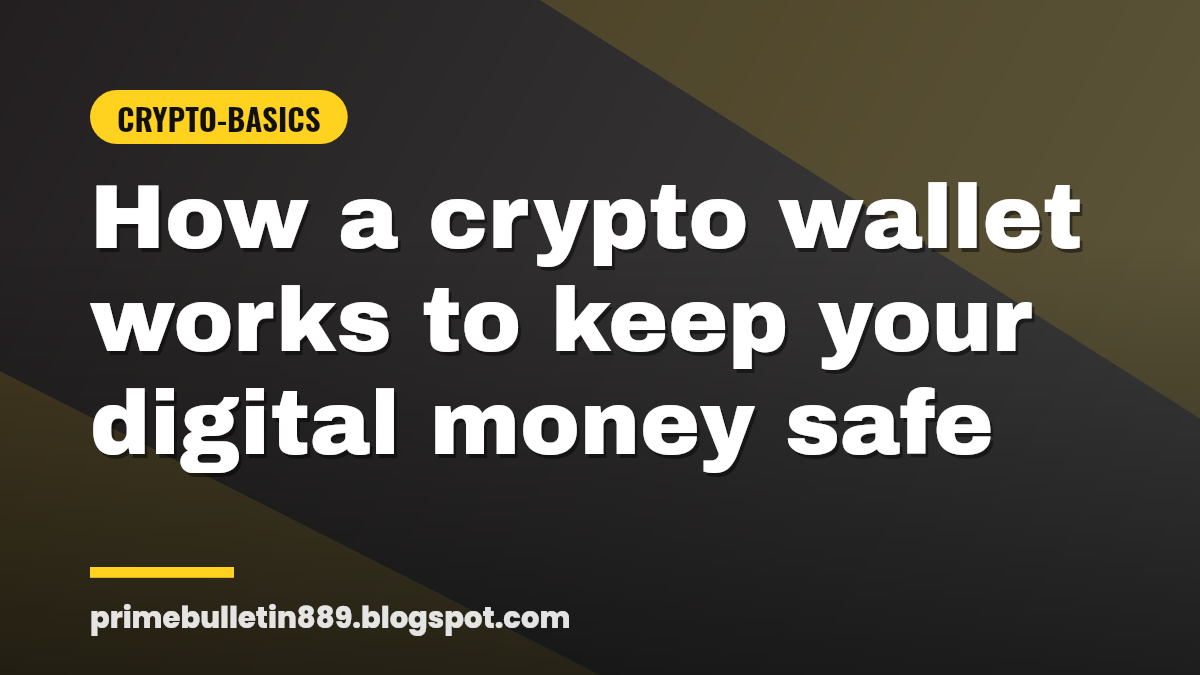 CRYPTO-BASICS
How a crypto wallet
works to keep your
digital money safe
primebulletin889.blogspot.com